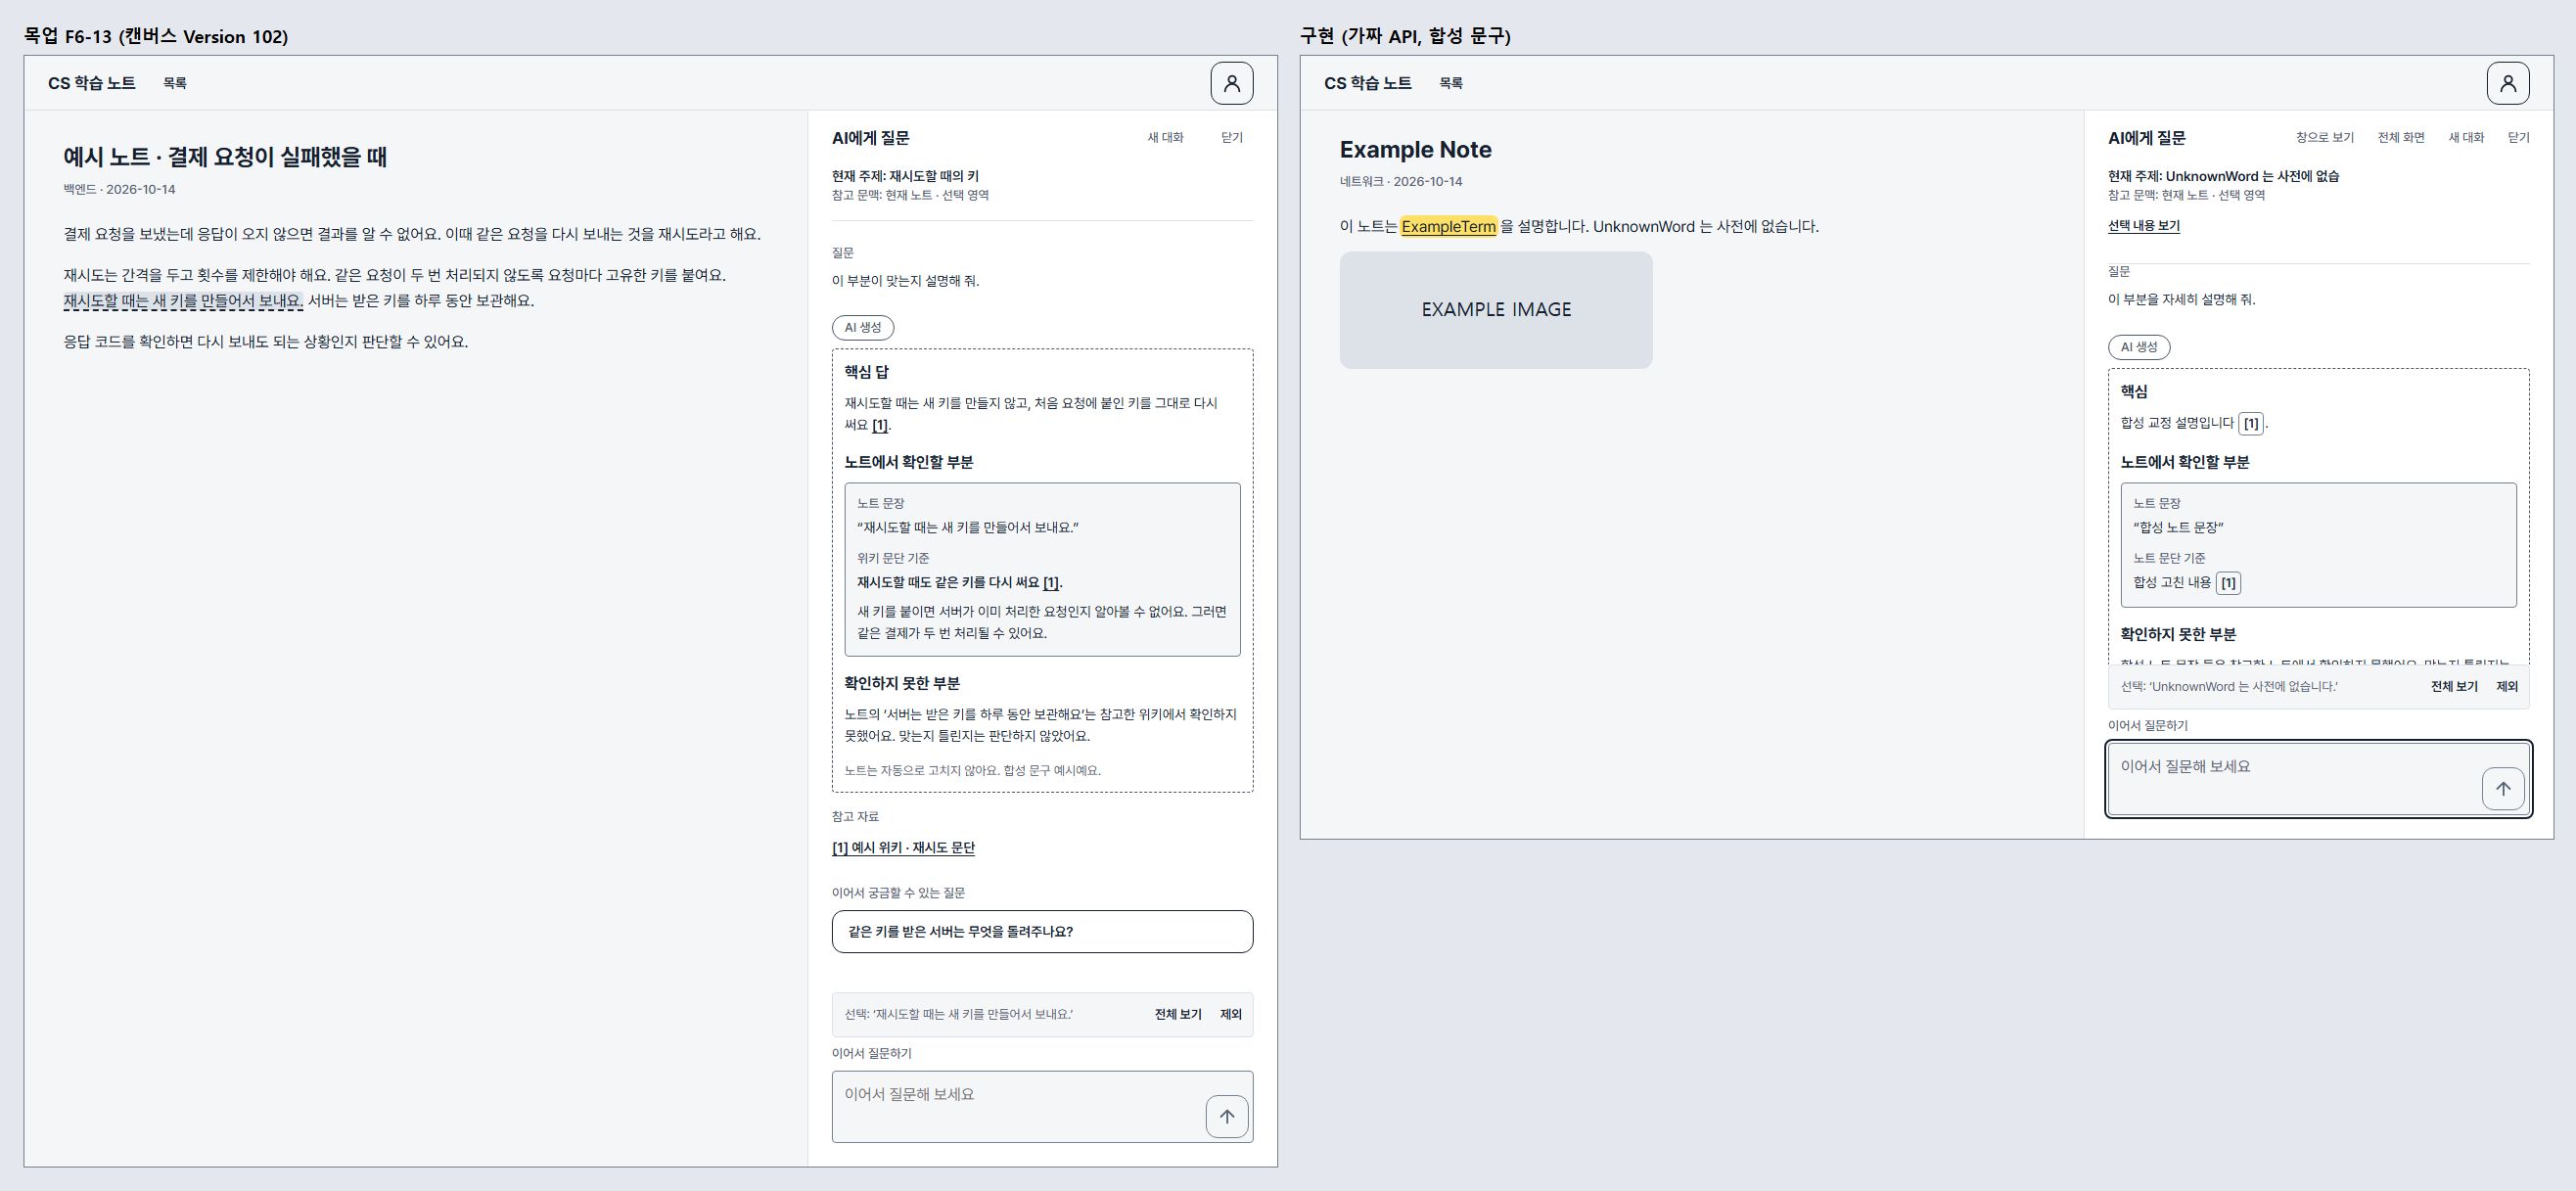 목업 F6-13 (캔버스 Version 102)
CS 학습 노트
목록
예시 노트 · 결제 요청이 실패했을 때
백엔드 · 2026-10-14
결제 요청을 보냈는데 응답이 오지 않으면 결과를 알 수 없어요. 이때 같은 요청을 다시 보내는 것을 재시도라고 해요.
재시도는 간격을 두고 횟수를 제한해야 해요. 같은 요청이 두 번 처리되지 않도록 요청마다 고유한 키를 붙여요.
재시도할 때는 새 키를 만들어서 보내요. 서버는 받은 키를 하루 동안 보관해요.
응답 코드를 확인하면 다시 보내도 되는 상황인지 판단할 수 있어요.
AI에게 질문
새 대화
닫기
현재 주제: 재시도할 때의 키
참고 문맥: 현재 노트 · 선택 영역
질문
이 부분이 맞는지 설명해 줘.
AI 생성
핵심 답
재시도할 때는 새 키를 만들지 않고, 처음 요청에 붙인 키를 그대로 다시
써요 [1].
노트에서 확인할 부분
노트 문장
“재시도할 때는 새 키를 만들어서 보내요.”
위키 문단 기준
재시도할 때도 같은 키를 다시 써요 [1].
새 키를 붙이면 서버가 이미 처리한 요청인지 알아볼 수 없어요. 그러면
같은 결제가 두 번 처리될 수 있어요.
확인하지 못한 부분
노트의 ‘서버는 받은 키를 하루 동안 보관해요’는 참고한 위키에서 확인하지
못했어요. 맞는지 틀린지는 판단하지 않았어요.
노트는 자동으로 고치지 않아요. 합성 문구 예시예요.
참고 자료
[1] 예시 위키 · 재시도 문단
이어서 궁금할 수 있는 질문
같은 키를 받은 서버는 무엇을 돌려주나요?
선택: ‘재시도할 때는 새 키를 만들어서 보내요.’
전체 보기
제외
이어서 질문하기
이어서 질문해 보세요
구현 (가짜 API, 합성 문구)
CS 학습 노트
목록
Example Note
네트워크 · 2026-10-14
이 노트는 ExampleTerm 을 설명합니다. UnknownWord 는 사전에 없습니다.
EXAMPLE IMAGE
AI에게 질문
창으로 보기
전체 화면
새 대화
닫기
현재 주제: UnknownWord 는 사전에 없습
참고 문맥: 현재 노트 · 선택 영역
선택 내용 보기
질문
이 부분을 자세히 설명해 줘.
AI 생성
핵심
합성 교정 설명입니다 [1].
노트에서 확인할 부분
노트 문장
“합성 노트 문장”
노트 문단 기준
합성 고친 내용 [1]
확인하지 못한 부분
선택: ‘UnknownWord 는 사전에 없습니다.’
전체 보기
제외
이어서 질문하기
이어서 질문해 보세요